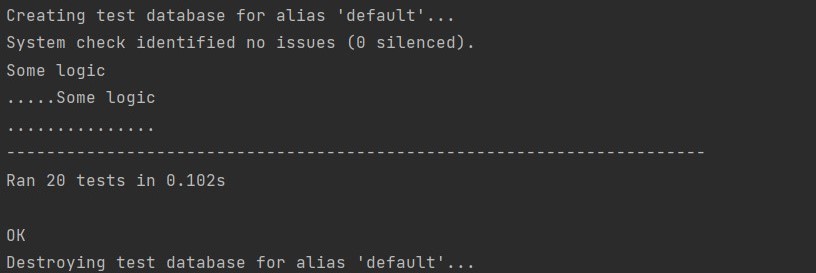 Creating test database for alias 'default'...
System check identified no issues (0 silenced).
Some logic
.....Some logic
...............
----------------------------------------------------------------------
Ran 20 tests in 0.102s

OK
Destroying test database for alias 'default'...